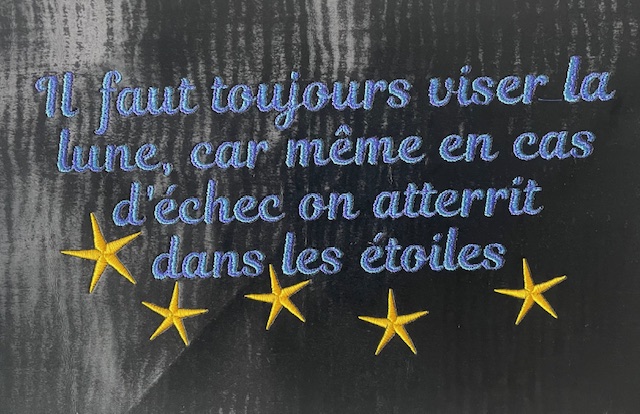 Il faut toujours viser la
lune, car même en cas
d'échec on atterrit
dans les étoiles